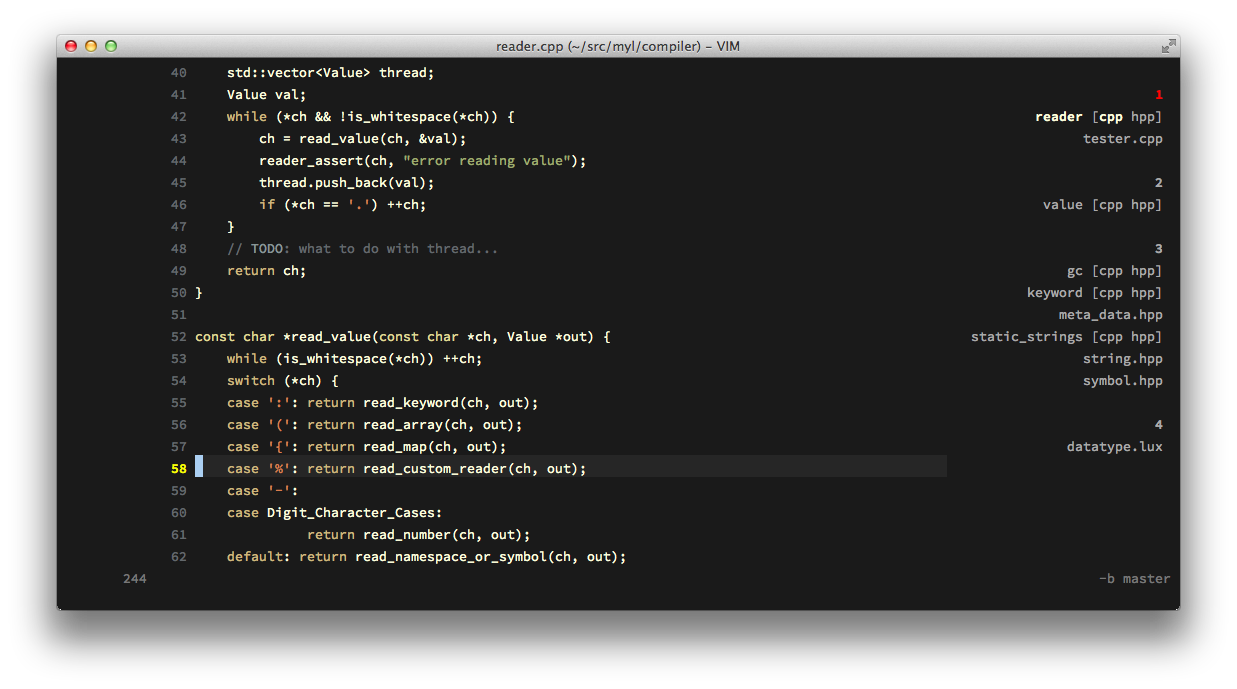 reader.cpp (~/src/myl/compiler) – VIM
40     std::vector<Value> thread;
41     Value val;
1
42     while (*ch && !is_whitespace(*ch)) {
reader [cpp hpp]
43         ch = read_value(ch, &val);
tester.cpp
44         reader_assert(ch, "error reading value");
45         thread.push_back(val);
2
46         if (*ch == '.') ++ch;
value [cpp hpp]
47     }
48     // TODO: what to do with thread...
3
49     return ch;
gc [cpp hpp]
50 }
keyword [cpp hpp]
51
meta_data.hpp
52 const char *read_value(const char *ch, Value *out) {
static_strings [cpp hpp]
53     while (is_whitespace(*ch)) ++ch;
string.hpp
54     switch (*ch) {
symbol.hpp
55     case ':': return read_keyword(ch, out);
56     case '(': return read_array(ch, out);
4
57     case '{': return read_map(ch, out);
datatype.lux
58     case '%': return read_custom_reader(ch, out);
59     case '-':
60     case Digit_Character_Cases:
61               return read_number(ch, out);
62     default: return read_namespace_or_symbol(ch, out);
244
-b master